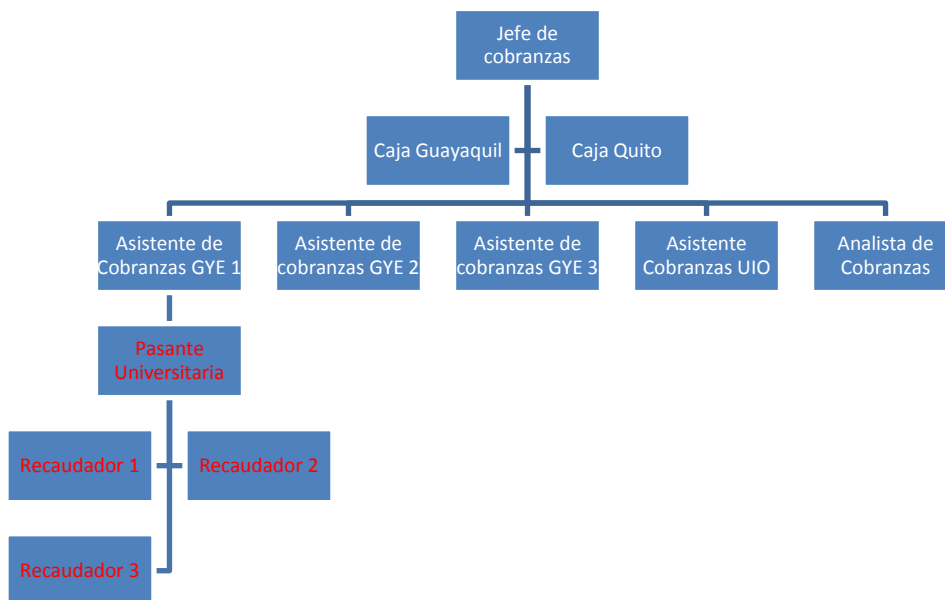 Jefe de
cobranzas
Caja Guayaquil
Caja Quito
Asistente de
Cobranzas GYE 1
Asistente de
cobranzas GYE 2
Asistente de
cobranzas GYE 3
Asistente
Cobranzas UIO
Analista de
Cobranzas
Pasante
Universitaria
Recaudador 1
Recaudador 2
Recaudador 3